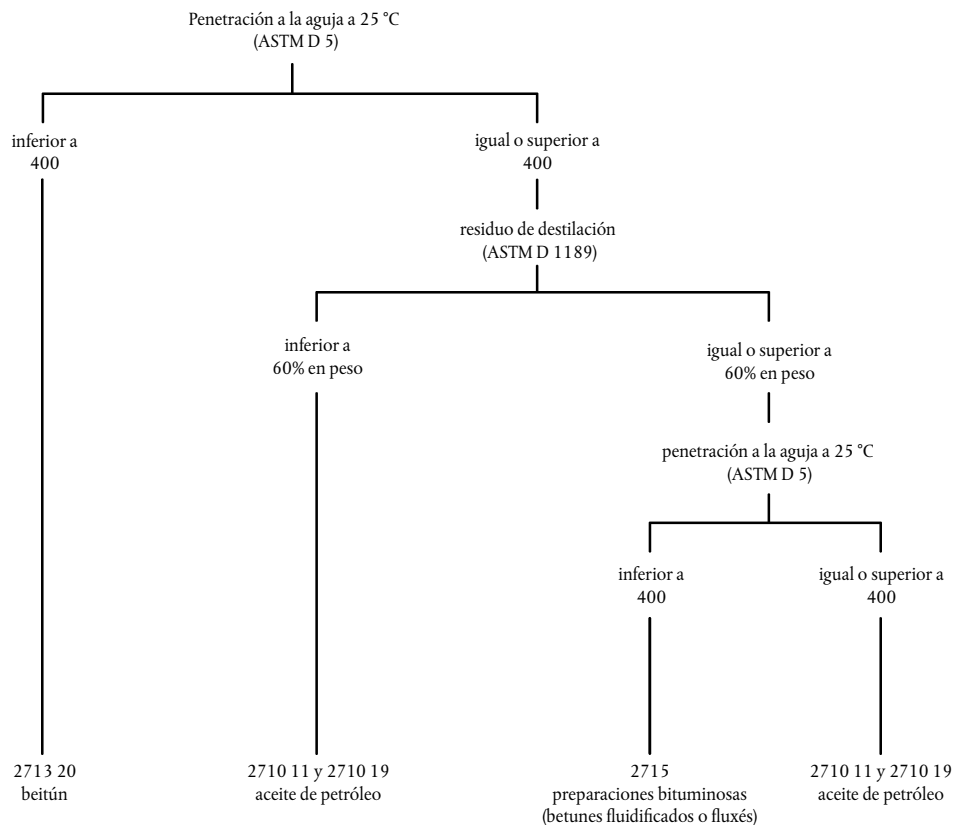 Penetración a la aguja a 25 °C
(ASTM D 5)
inferior a
400
igual o superior a
400
residuo de destilación
(ASTM D 1189)
inferior a
60% en peso
igual o superior a
60% en peso
penetración a la aguja a 25 °C
(ASTM D 5)
inferior a
400
igual o superior a
400
2713 20
beitún
2710 11 y 2710 19
aceite de petróleo
2715
preparaciones bituminosas
(betunes fluidificados o fluxés)
2710 11 y 2710 19
aceite de petróleo